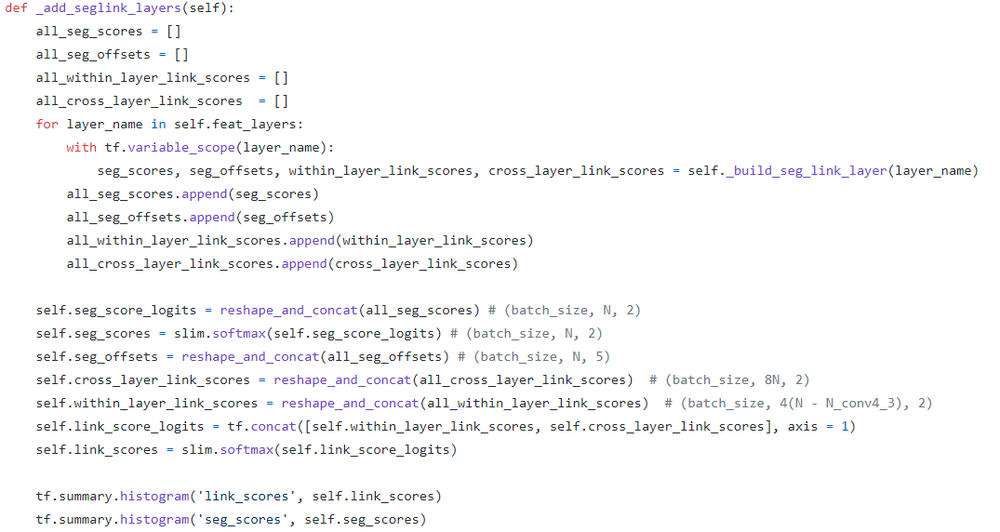 def _add_seglink_layers(self):
    all_seg_scores = []
    all_seg_offsets = []
    all_within_layer_link_scores = []
    all_cross_layer_link_scores  = []
    for layer_name in self.feat_layers:
        with tf.variable_scope(layer_name):
            seg_scores, seg_offsets, within_layer_link_scores, cross_layer_link_scores = self._build_seg_link_layer(layer_name)
        all_seg_scores.append(seg_scores)
        all_seg_offsets.append(seg_offsets)
        all_within_layer_link_scores.append(within_layer_link_scores)
        all_cross_layer_link_scores.append(cross_layer_link_scores)

    self.seg_score_logits = reshape_and_concat(all_seg_scores) # (batch_size, N, 2)
    self.seg_scores = slim.softmax(self.seg_score_logits) # (batch_size, N, 2)
    self.seg_offsets = reshape_and_concat(all_seg_offsets) # (batch_size, N, 5)
    self.cross_layer_link_scores = reshape_and_concat(all_cross_layer_link_scores)  # (batch_size, 8N, 2)
    self.within_layer_link_scores = reshape_and_concat(all_within_layer_link_scores)  # (batch_size, 4(N - N_conv4_3), 2)
    self.link_score_logits = tf.concat([self.within_layer_link_scores, self.cross_layer_link_scores], axis = 1)
    self.link_scores = slim.softmax(self.link_score_logits)

    tf.summary.histogram('link_scores', self.link_scores)
    tf.summary.histogram('seg_scores', self.seg_scores)